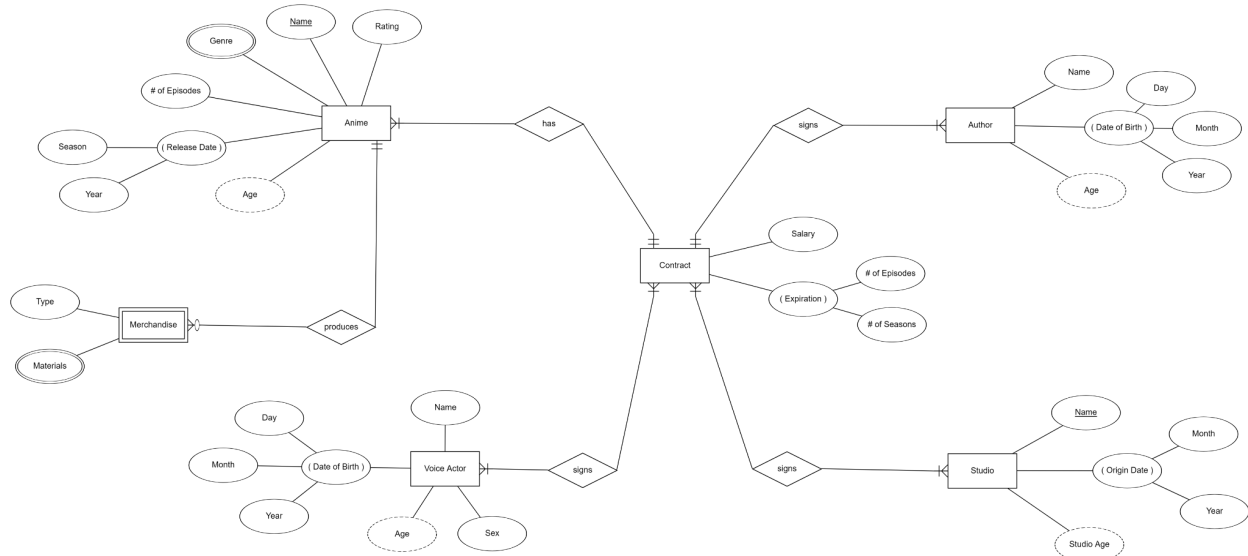 Name
Rating
Genre
# of Episodes
Season
( Release Date )
Year
Age
Anime
has
signs
Author
Name
Day
( Date of Birth )
Month
Year
Age
Contract
Salary
( Expiration )
# of Episodes
# of Seasons
Type
Merchandise
Materials
produces
Name
Day
Month
( Date of Birth )
Year
Voice Actor
Age
Sex
signs
signs
Studio
Name
Month
( Origin Date )
Year
Studio Age